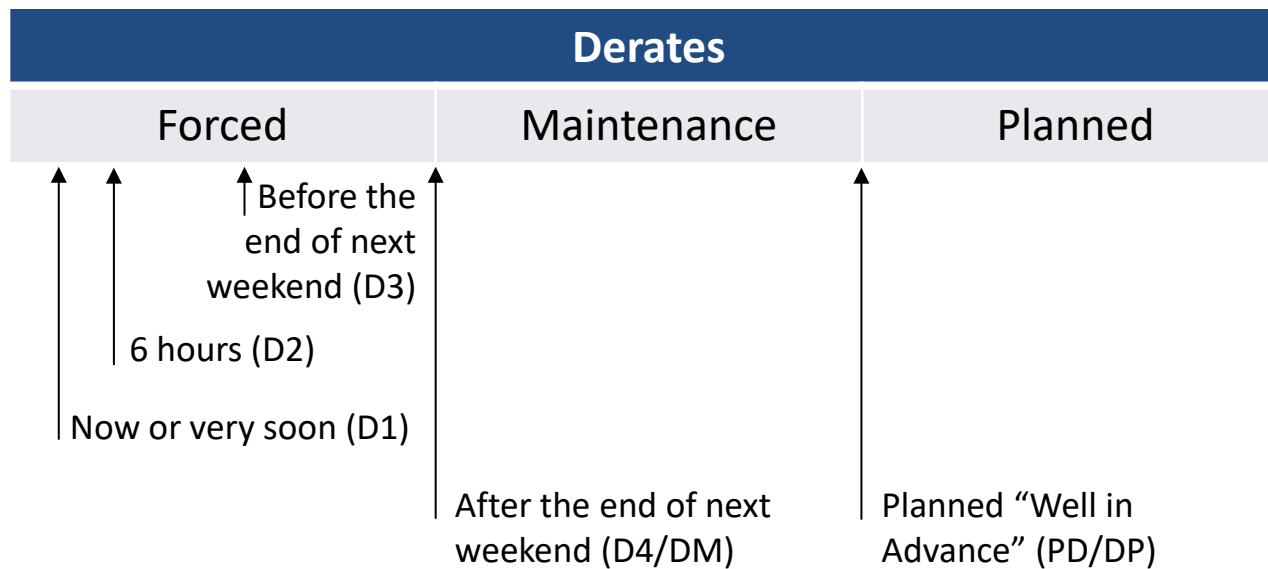 Derates
Forced
Maintenance
Planned
Before the
end of next
weekend (D3)
6 hours (D2)
Now or very soon (D1)
After the end of next
weekend (D4/DM)
Planned “Well in
Advance” (PD/DP)